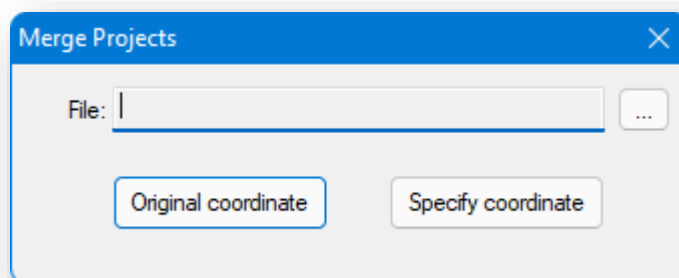 Merge Projects
File:
...
Original coordinate
Specify coordinate